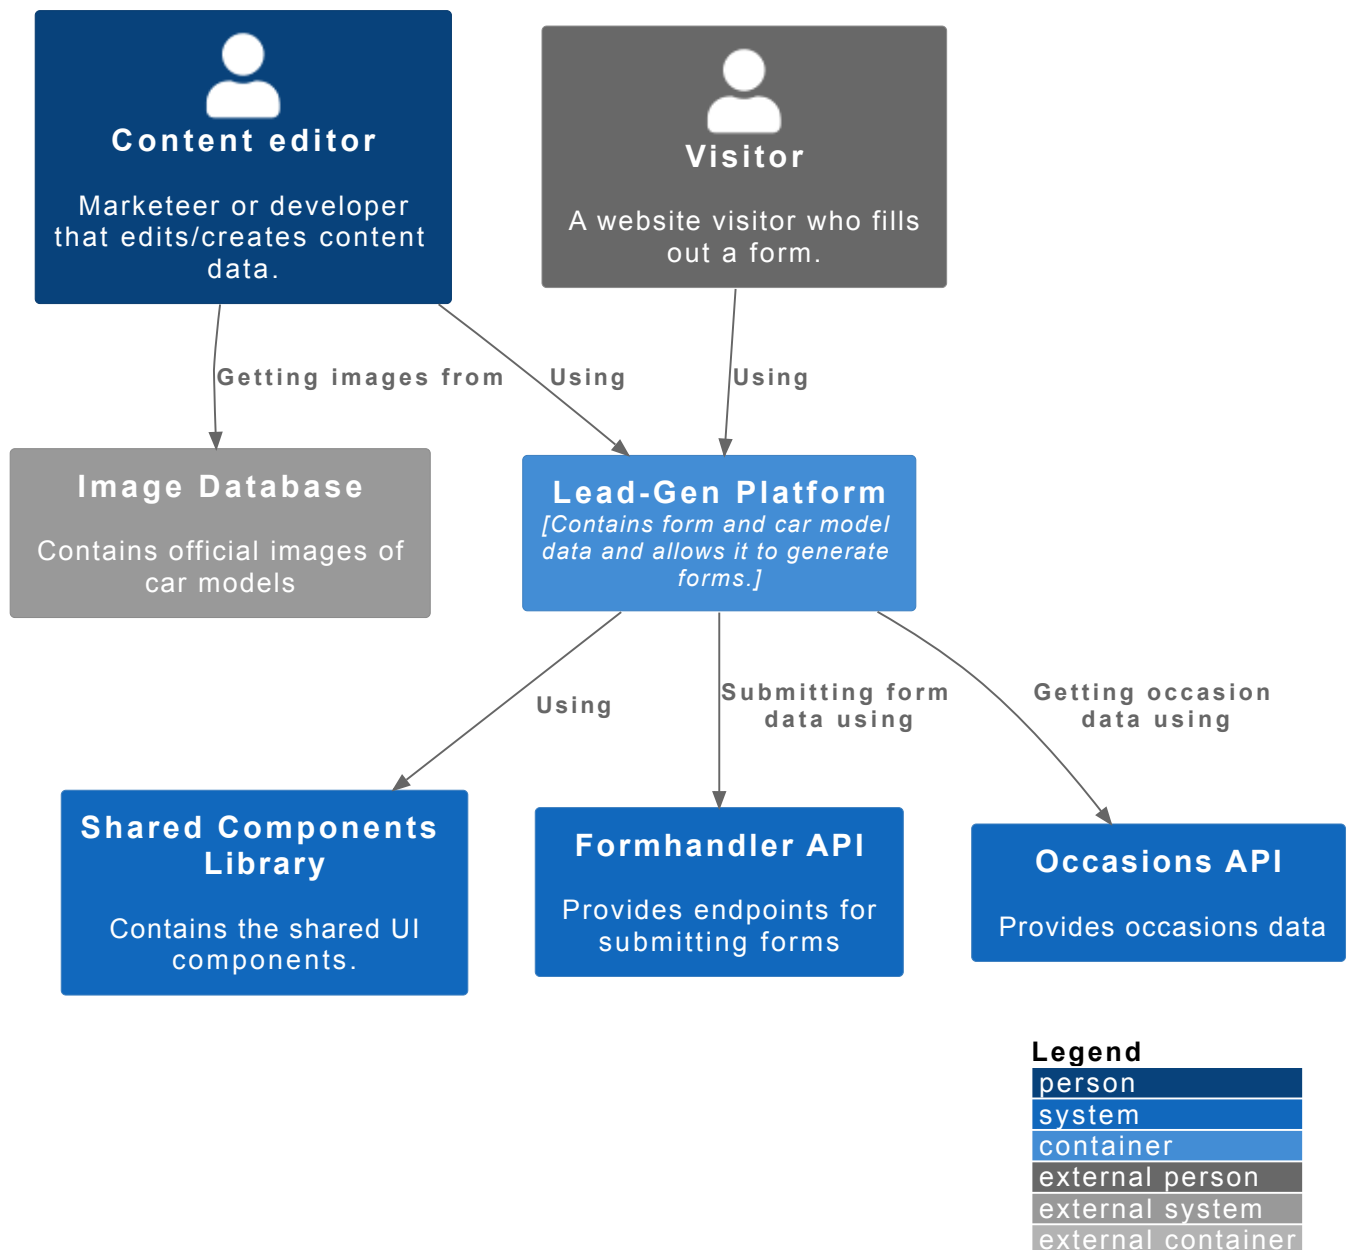 Content editor
Marketeer or developer
that edits/creates content
data.
Visitor
A website visitor who fills
out a form.
Getting images from
Using
Using
Image Database
Contains official images of
car models
Lead-Gen Platform
[Contains form and car model
data and allows it to generate
forms.]
Using
Submitting form
data using
Getting occasion
data using
Shared Components
Library
Contains the shared UI
components.
Formhandler API
Provides endpoints for
submitting forms
Occasions API
Provides occasions data
Legend
person
system
container
external person
external system
external container